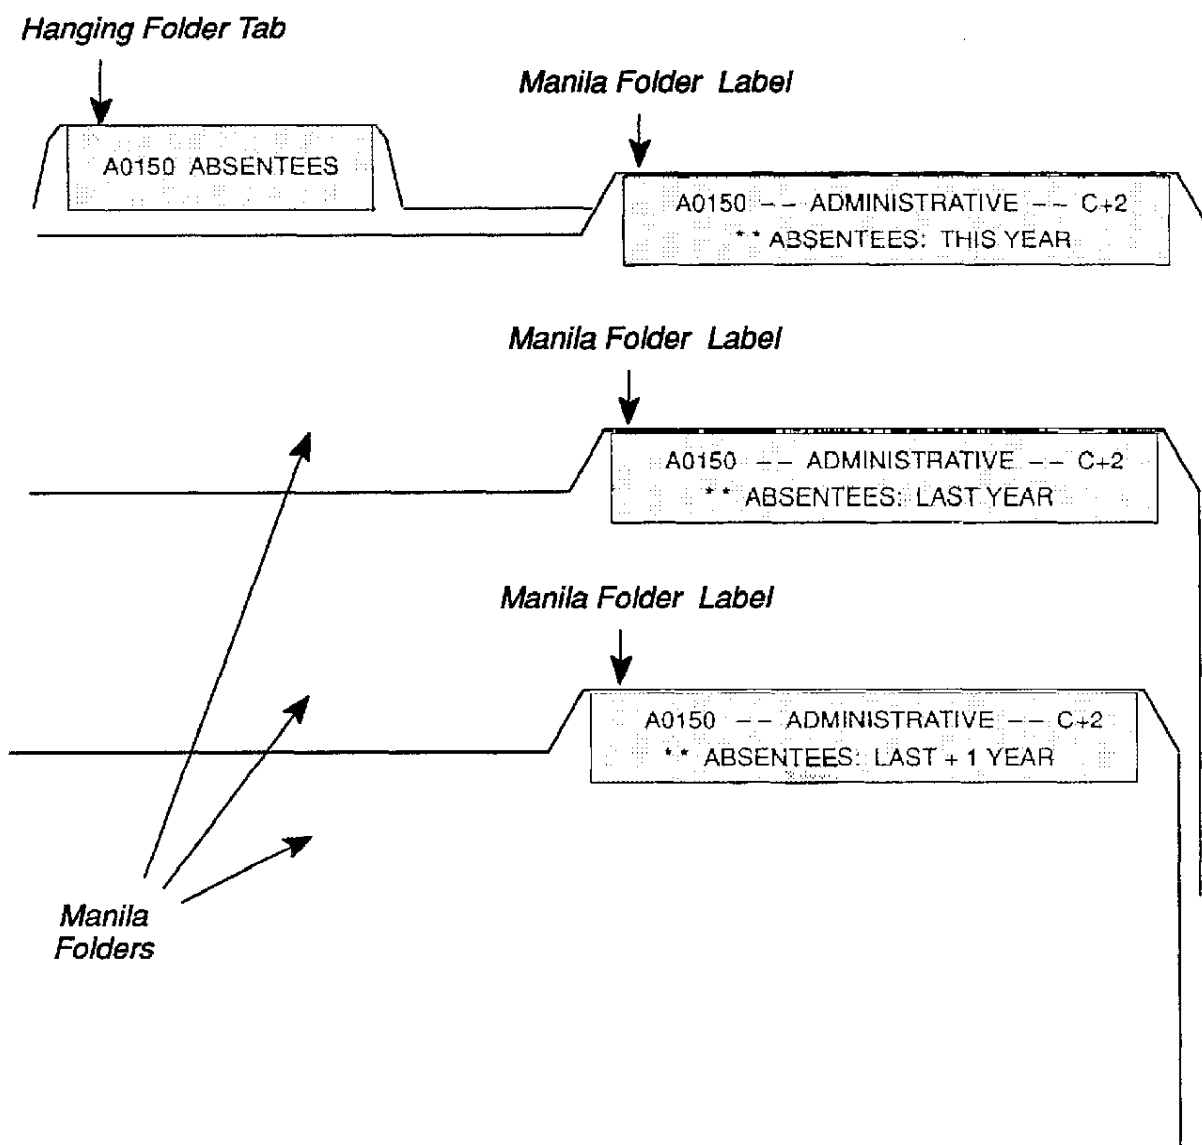 Hanging Folder Tab
Manila Folder Label
A0150 ABSENTEES
A0150 -- ADMINISTRATIVE -- C+2
** ABSENTEES: THIS YEAR
Manila Folder Label
A0150 -- ADMINISTRATIVE -- C+2
** ABSENTEES: LAST YEAR
Manila Folder Label
A0150 -- ADMINISTRATIVE -- C+2
** ABSENTEES: LAST + 1 YEAR
Manila
Folders